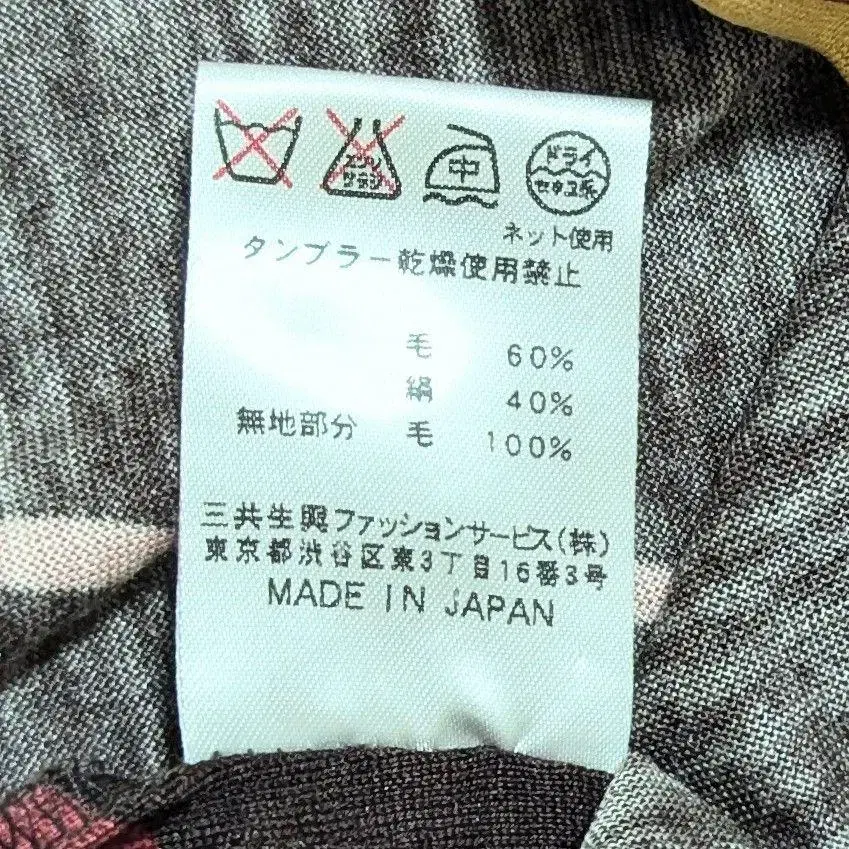 エンソ
サラシ
中
ドライ
セキユ系
ネット使用
タンブラー乾燥使用禁止
毛 60%
絹 40%
無地部分 毛 100%
三共生興ファッションサービス(株)
東京都渋谷区東3丁目16番3号
MADE IN JAPAN